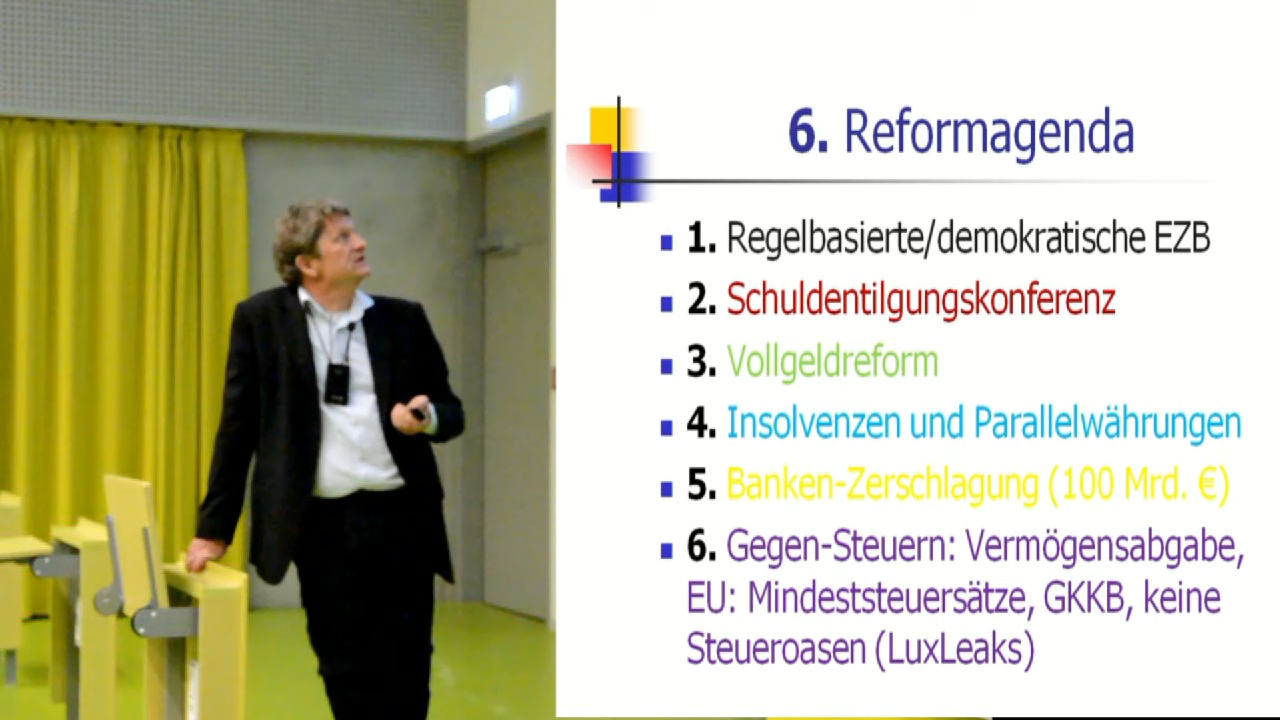 6. Reformagenda
1. Regelbasierte/demokratische EZB
2. Schuldentilgungskonferenz
3. Vollgeldreform
4. Insolvenzen und Parallelwährungen
5. Banken-Zerschlagung (100 Mrd. €)
6. Gegen-Steuern: Vermögensabgabe,
EU: Mindeststeuersätze, GKKB, keine
Steueroasen (LuxLeaks)